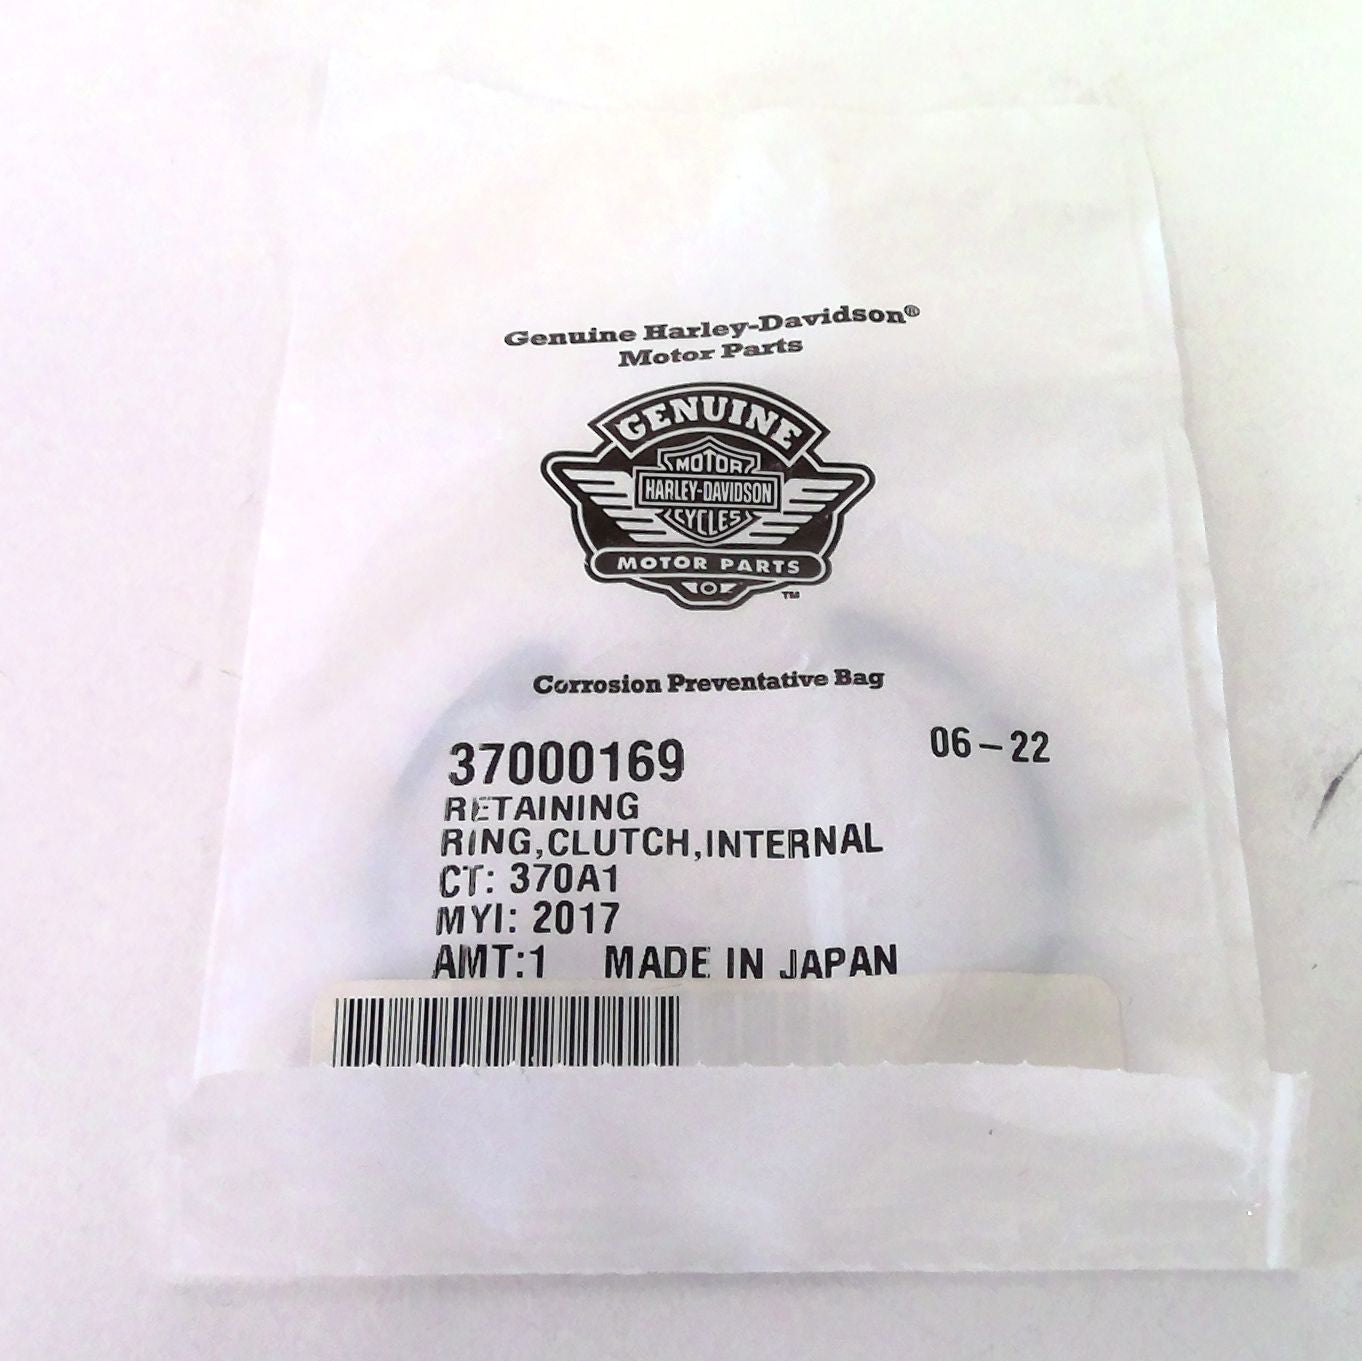 Genuine Harley-Davidson®
Motor Parts
GENUINE
MOTOR
HARLEY-DAVIDSON
CYCLES
MOTOR PARTS
TM
Corrosion Preventative Bag
37000169
06-22
RETAINING
RING,CLUTCH,INTERNAL
CT: 370A1
MYI: 2017
AMT:1 MADE IN JAPAN